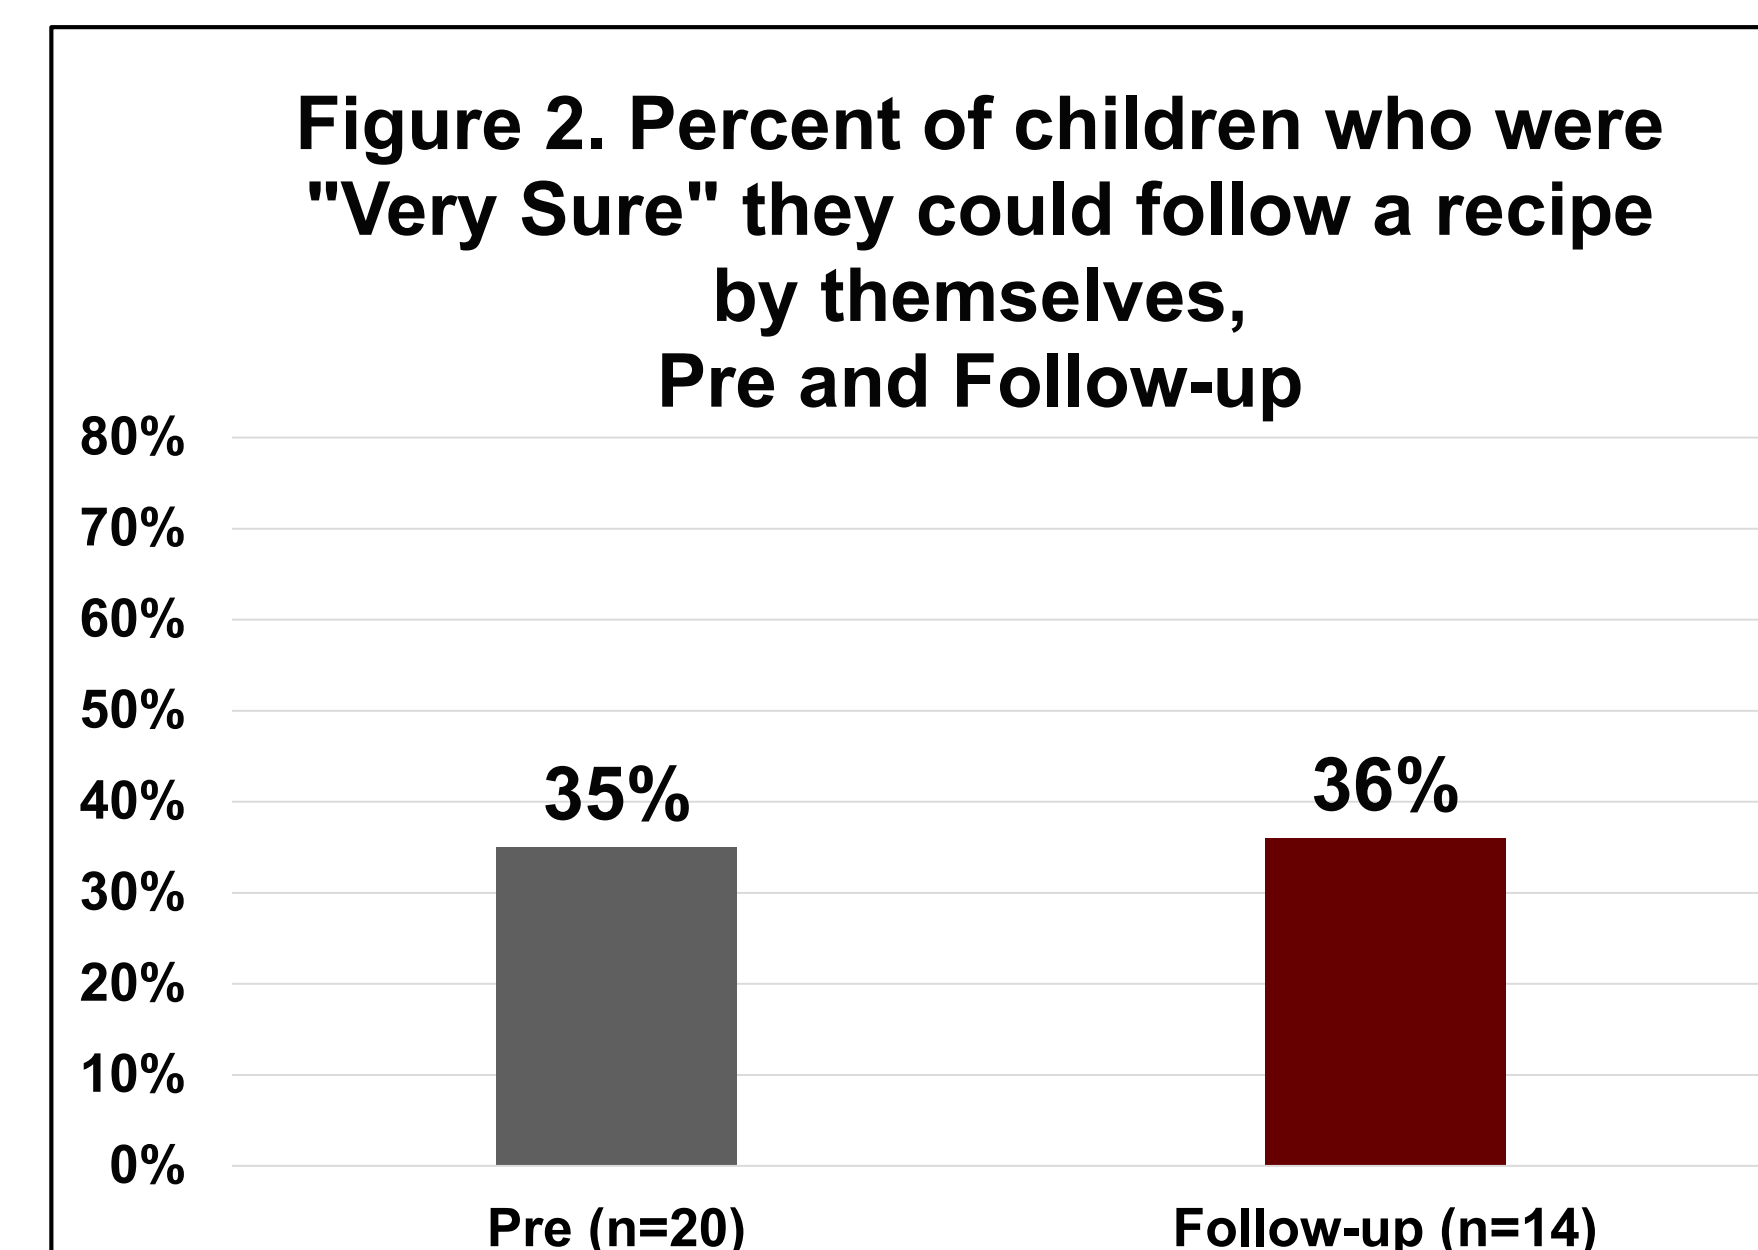 Figure 2. Percent of children who were
"Very Sure" they could follow a recipe
by themselves,
Pre and Follow-up
80%
70%
60%
50%
40%
30%
20%
10%
0%
35%
36%
Pre (n=20)
Follow-up (n=14)